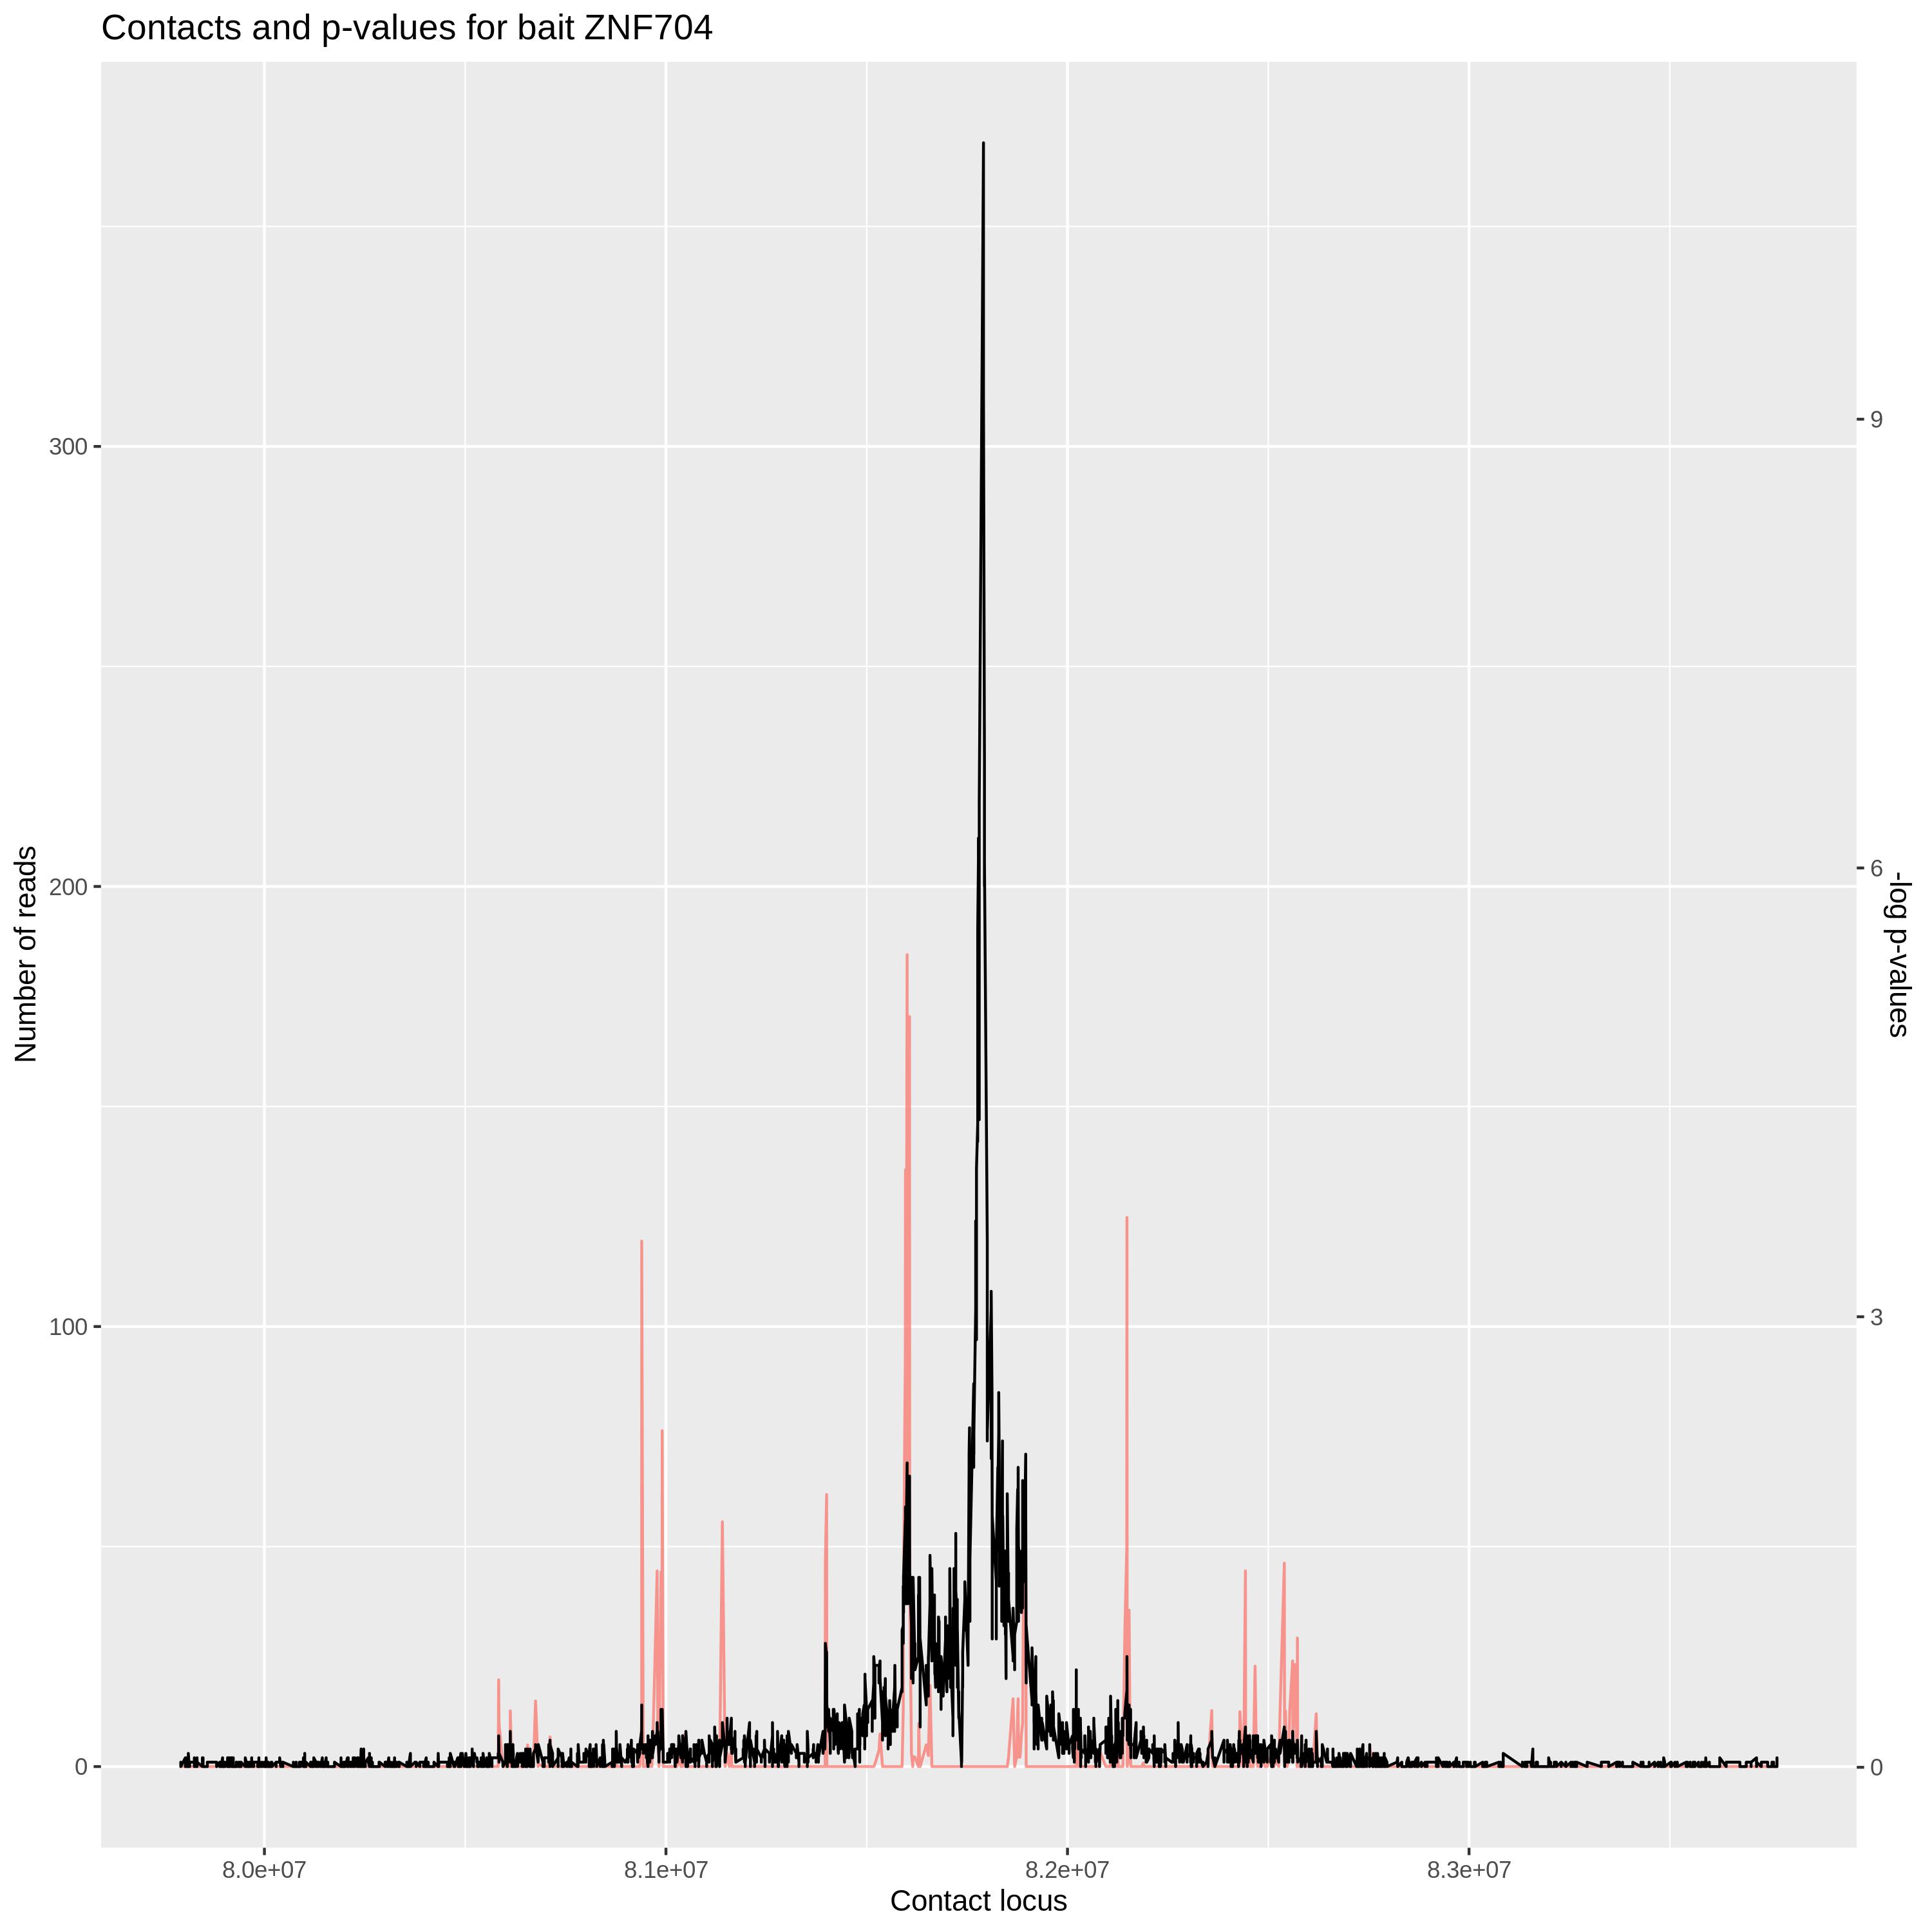 Contacts and p-values for bait ZNF704
Number of reads
300
200
100
0
9
6
3
0
-log p-values
8.0e+07
8.1e+07
8.2e+07
8.3e+07
Contact locus